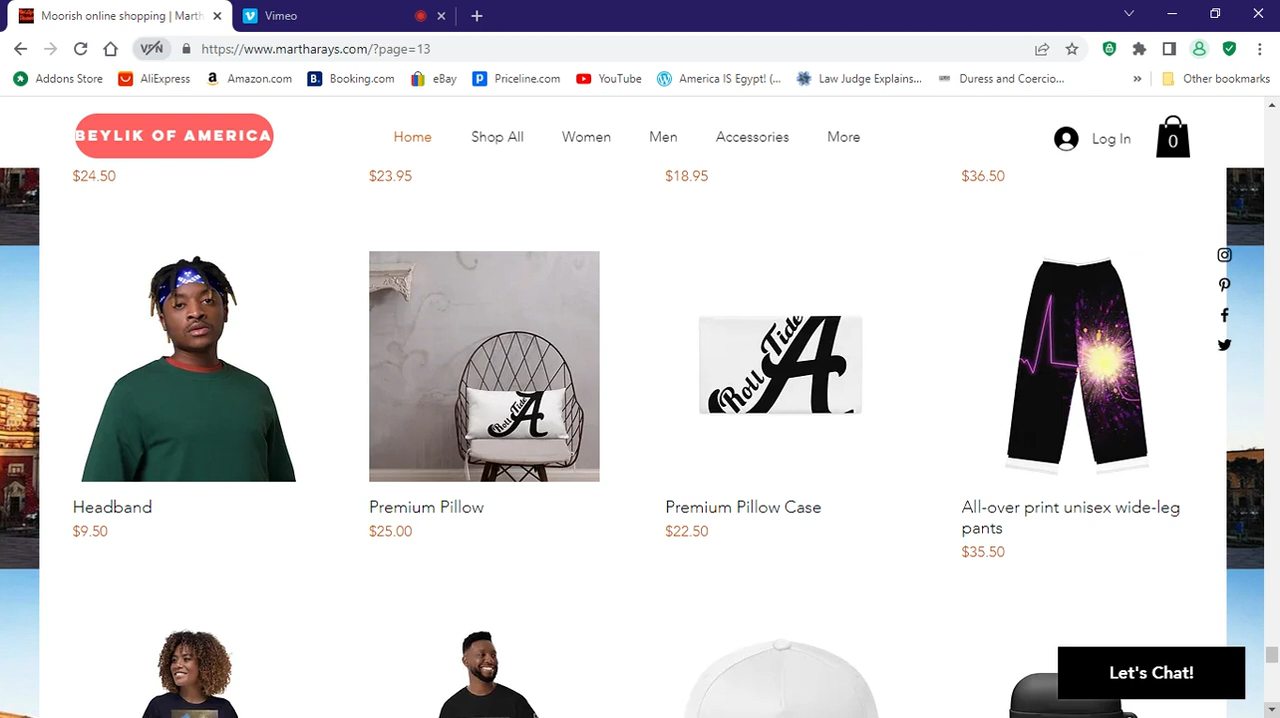 Moorish online shopping | Marth
Vimeo
VPN
https://www.martharays.com/?page=13
Addons Store
AliExpress
Amazon.com
B.
Booking.com
eBay
Priceline.com
YouTube
America IS Egypt! (...
Law Judge Explains...
Duress and Coercio...
»
Other bookmarks
BEYLIK OF AMERICA
Home
Shop All
Women
Men
Accessories
More
Log In
0
$24.50
$23.95
$18.95
$36.50
Roll Tide A
Roll Tide A
Headband
$9.50
Premium Pillow
$25.00
Premium Pillow Case
$22.50
All-over print unisex wide-leg
pants
$35.50
Let's Chat!